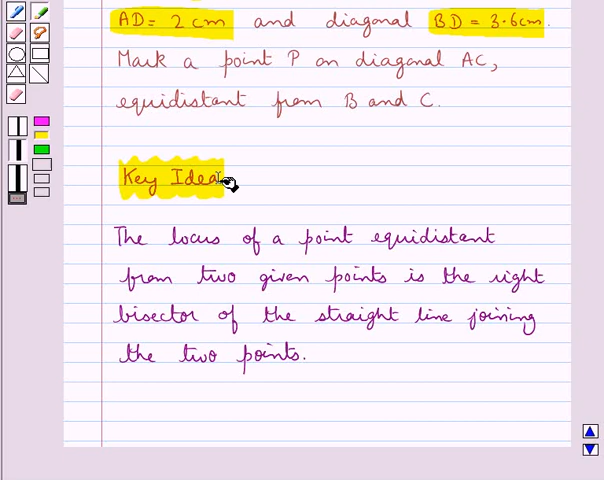 AD = 2 cm and diagonal BD = 3.6cm.
Mark a point P on diagonal AC,
equidistant from B and C.
Key Idea
The locus of a point equidistant
from two given points is the right
bisector of the straight line joining
the two points.